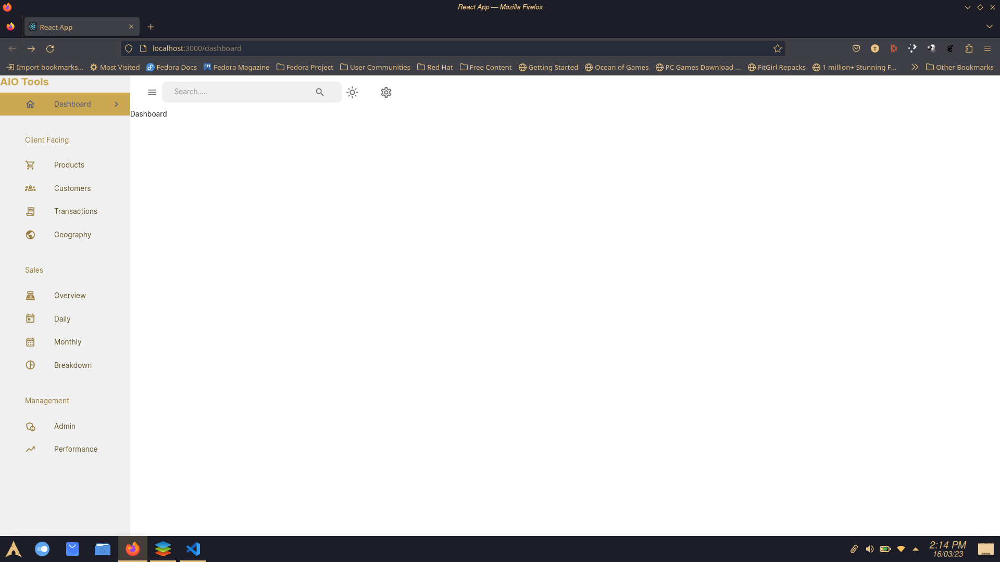 React App — Mozilla Firefox
React App
localhost:3000/dashboard
Import bookmarks... Most Visited Fedora Docs Fedora Magazine Fedora Project User Communities Red Hat Free Content Getting Started Ocean of Games PC Games Download ... FitGirl Repacks 1 million+ Stunning F... Other Bookmarks
AIO Tools
Search.....
Dashboard
Dashboard
Client Facing
Products
Customers
Transactions
Geography
Sales
Overview
Daily
Monthly
Breakdown
Management
Admin
Performance
2:14 PM
16/03/23